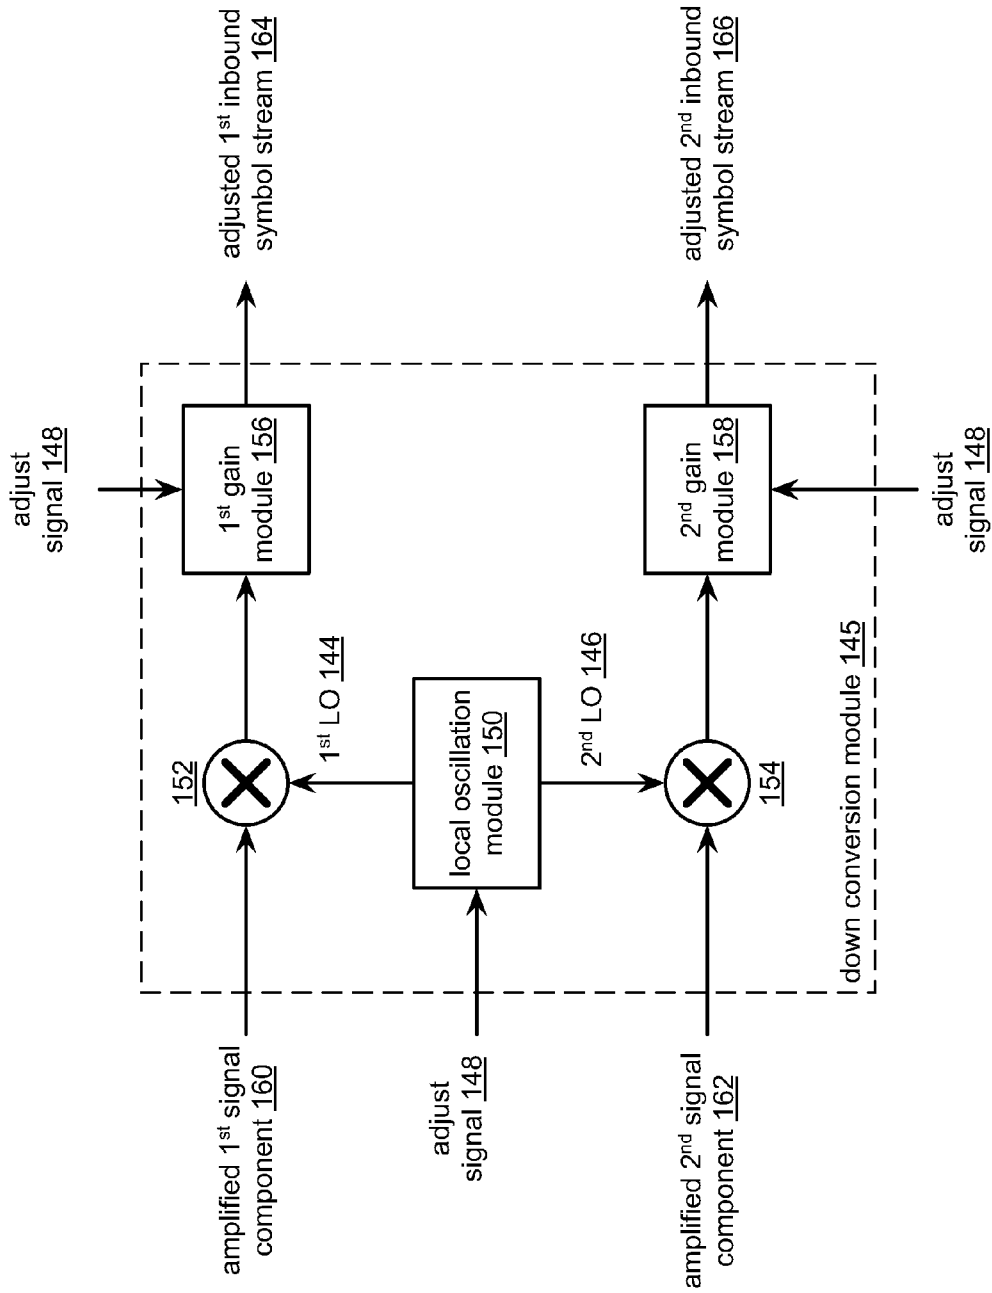 adjust
signal 148
amplified 1st signal
component 160
152
1st LO 144
1st gain
module 156
adjusted 1st inbound
symbol stream 164
adjust
signal 148
local oscillation
module 150
2nd LO 146
amplified 2nd signal
component 162
154
2nd gain
module 158
adjusted 2nd inbound
symbol stream 166
down conversion module 145
adjust
signal 148